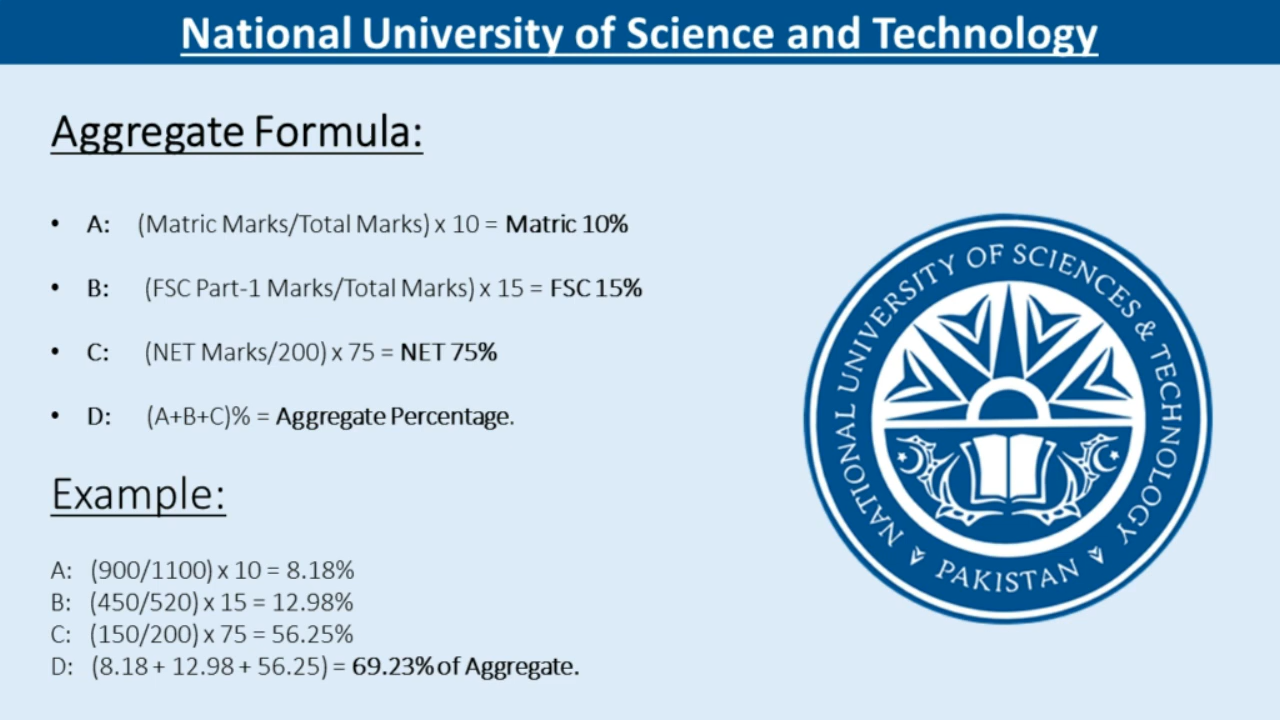 National University of Science and Technology
Aggregate Formula:
• A: (Matric Marks/Total Marks) x 10 = Matric 10%
• B: (FSC Part-1 Marks/Total Marks) x 15 = FSC 15%
• C: (NET Marks/200) x 75 = NET 75%
• D: (A+B+C)% = Aggregate Percentage.
Example:
A: (900/1100) x 10 = 8.18%
B: (450/520) x 15 = 12.98%
C: (150/200) x 75 = 56.25%
D: (8.18 + 12.98 + 56.25) = 69.23% of Aggregate.
NATIONAL UNIVERSITY OF SCIENCES & TECHNOLOGY
PAKISTAN